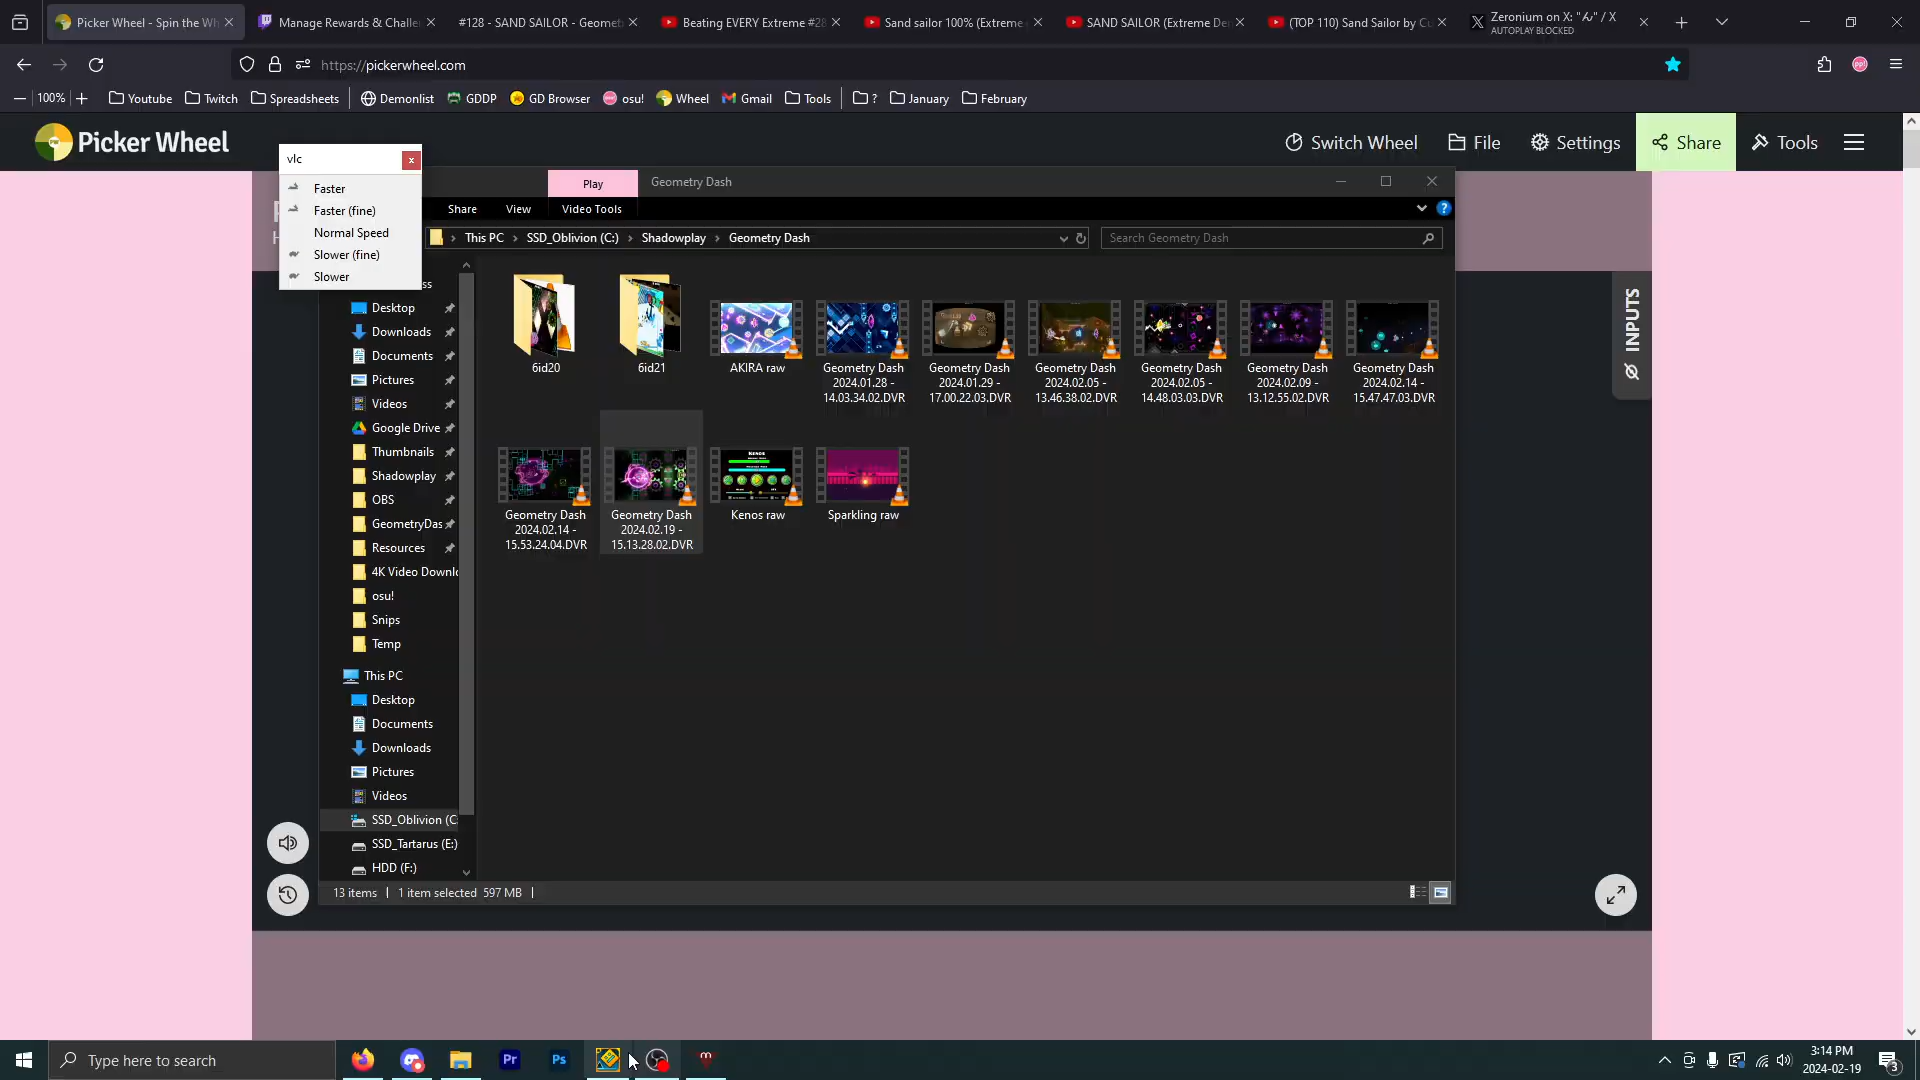 Picker Wheel - Spin the Wh
Manage Rewards & Challe
#128 - SAND SAILOR - Geomet
Beating EVERY Extreme #28
Sand sailor 100% (Extreme
SAND SAILOR (Extreme De
(TOP 110) Sand Sailor by Cu
Zeronium on X: "ん" / X
AUTOPLAY BLOCKED
https://pickerwheel.com
100%
Youtube
Twitch
Spreadsheets
Demonlist
GDDP
GD Browser
osu!
Wheel
Gmail
Tools
?
January
February
Picker Wheel
Switch Wheel
File
Settings
Share
Tools
vlc
Faster
Faster (fine)
Normal Speed
Slower (fine)
Slower
Play
Geometry Dash
Share
View
Video Tools
This PC
SSD_Oblivion (C:)
Shadowplay
Geometry Dash
Search Geometry Dash
ss
Desktop
Downloads
Documents
Pictures
Videos
Google Drive
Thumbnails
Shadowplay
OBS
GeometryDas
Resources
4K Video Downlo
osu!
Snips
Temp
This PC
Desktop
Documents
Downloads
Pictures
Videos
SSD_Oblivion (C:
SSD_Tartarus (E:)
HDD (F:)
6id20
6id21
AKIRA raw
Geometry Dash
2024.01.28 -
14.03.34.02.DVR
Geometry Dash
2024.01.29 -
17.00.22.03.DVR
Geometry Dash
2024.02.05 -
13.46.38.02.DVR
Geometry Dash
2024.02.05 -
14.48.03.03.DVR
Geometry Dash
2024.02.09 -
13.12.55.02.DVR
Geometry Dash
2024.02.14 -
15.47.47.03.DVR
Geometry Dash
2024.02.14 -
15.53.24.04.DVR
Geometry Dash
2024.02.19 -
15.13.28.02.DVR
Kenos raw
Sparkling raw
INPUTS
13 items
1 item selected 597 MB
Type here to search
Pr
Ps
3:14 PM
2024-02-19
3